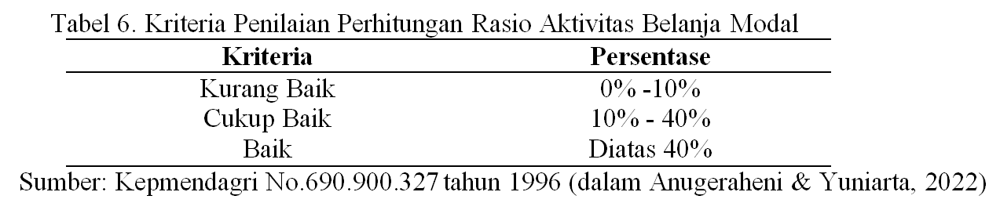 Tabel 6. Kriteria Penilaian Perhitungan Rasio Aktivitas Belanja Modal
Kriteria Persentase
Kurang Baik 0% -10%
Cukup Baik 10% - 40%
Baik Diatas 40%
Sumber: Kepmendagri No.690.900.327 tahun 1996 (dalam Anugeraheni & Yuniarta, 2022)